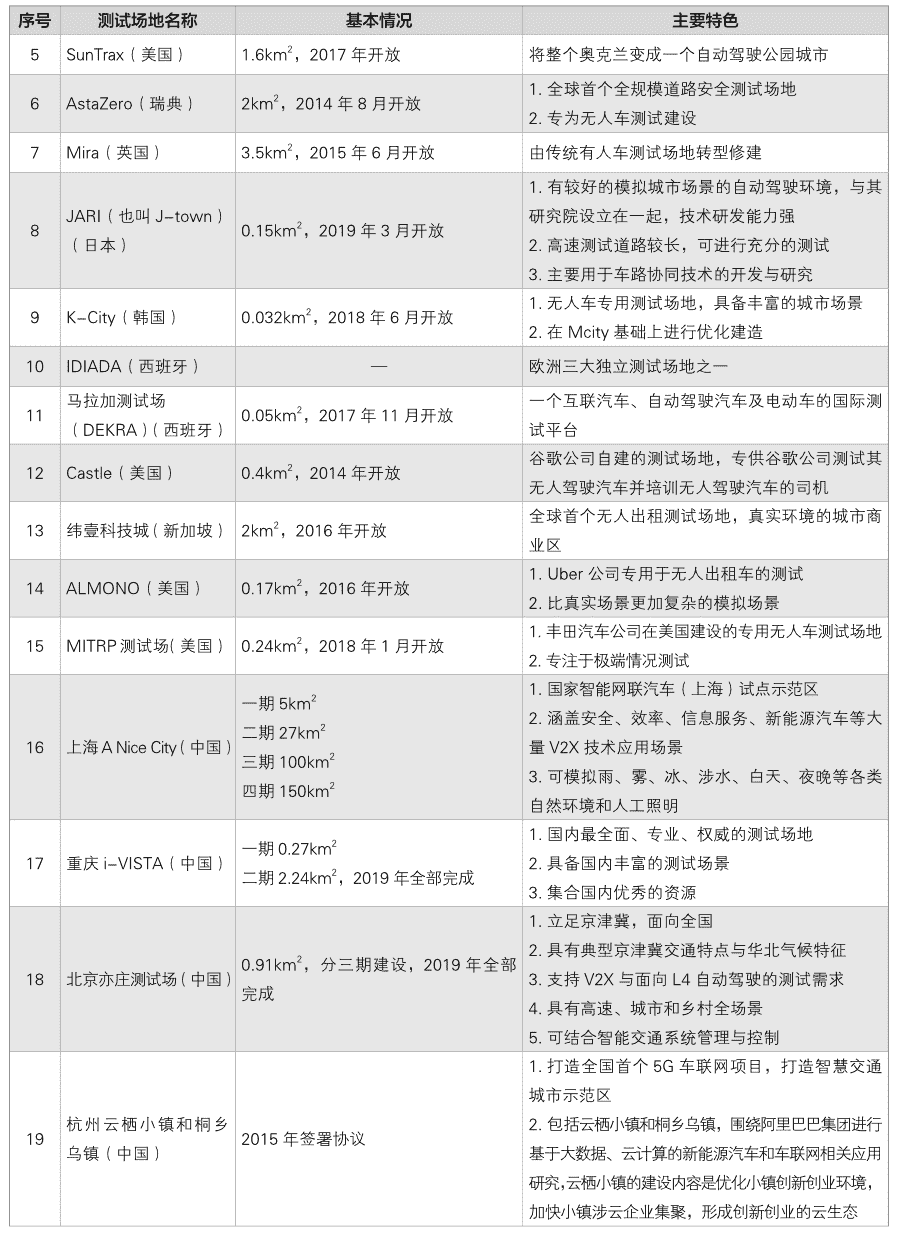 序号 测试场地名称 基本情况 主要特色
5 SunTrax（美国） 1.6km²，2017 年开放 将整个奥克兰变成一个自动驾驶公园城市
6 AstaZero（瑞典） 2km²，2014 年 8 月开放 1. 全球首个全规模道路安全测试场地
2. 专为无人车测试建设
7 Mira（英国） 3.5km²，2015 年 6 月开放 由传统有人车测试场地转型修建
8 JARI（也叫 J-town）
（日本） 0.15km²，2019 年 3 月开放 1. 有较好的模拟城市场景的自动驾驶环境，与其
研究院设立在一起，技术研发能力强
2. 高速测试道路较长，可进行充分的测试
3. 主要用于车路协同技术的开发与研究
9 K-City（韩国） 0.032km²，2018 年 6 月开放 1. 无人车专用测试场地，具备丰富的城市场景
2. 在 Mcity 基础上进行优化建造
10 IDIADA（西班牙） — 欧洲三大独立测试场地之一
11 马拉加测试场
（DEKRA）（西班牙） 0.05km²，2017 年 11 月开放 一个互联汽车、自动驾驶汽车及电动车的国际测
试平台
12 Castle（美国） 0.4km²，2014 年开放 谷歌公司自建的测试场地，专供谷歌公司测试其
无人驾驶汽车并培训无人驾驶汽车的司机
13 纬壹科技城（新加坡） 2km²，2016 年开放 全球首个无人出租测试场地，真实环境的城市商
业区
14 ALMONO（美国） 0.17km²，2016 年开放 1. Uber 公司专用于无人出租车的测试
2. 比真实场景更加复杂的模拟场景
15 MITRP 测试场（美国） 0.24km²，2018 年 1 月开放 1. 丰田汽车公司在美国建设的专用无人车测试场地
2. 专注于极端情况测试
16 上海 A Nice City（中国） 一期 5km²
二期 27km²
三期 100km²
四期 150km²
1. 国家智能网联汽车（上海）试点示范区
2. 涵盖安全、效率、信息服务、新能源汽车等大
量 V2X 技术应用场景
3. 可模拟雨、雾、冰、涉水、白天、夜晚等各类
自然环境和人工照明
17 重庆 i-VISTA（中国） 一期 0.27km²
二期 2.24km²，2019 年全部完成
1. 国内最全面、专业、权威的测试场地
2. 具备国内丰富的测试场景
3. 集合国内优秀的资源
18 北京亦庄测试场（中国） 0.91km²，分三期建设，2019 年全部
完成
1. 立足京津冀，面向全国
2. 具有典型京津冀交通特点与华北气候特征
3. 支持 V2X 与面向 L4 自动驾驶的测试需求
4. 具有高速、城市和乡村全场景
5. 可结合智能交通系统管理与控制
19 杭州云栖小镇和桐乡
乌镇（中国） 2015 年签署协议
1. 打造全国首个 5G 车联网项目，打造智慧交通
城市示范区
2. 包括云栖小镇和桐乡乌镇，围绕阿里巴巴集团进行
基于大数据、云计算的新能源汽车和车联网相关应用
研究，云栖小镇的建设内容是优化小镇创新创业环境，
加快小镇涉云企业集聚，形成创新创业的云生态